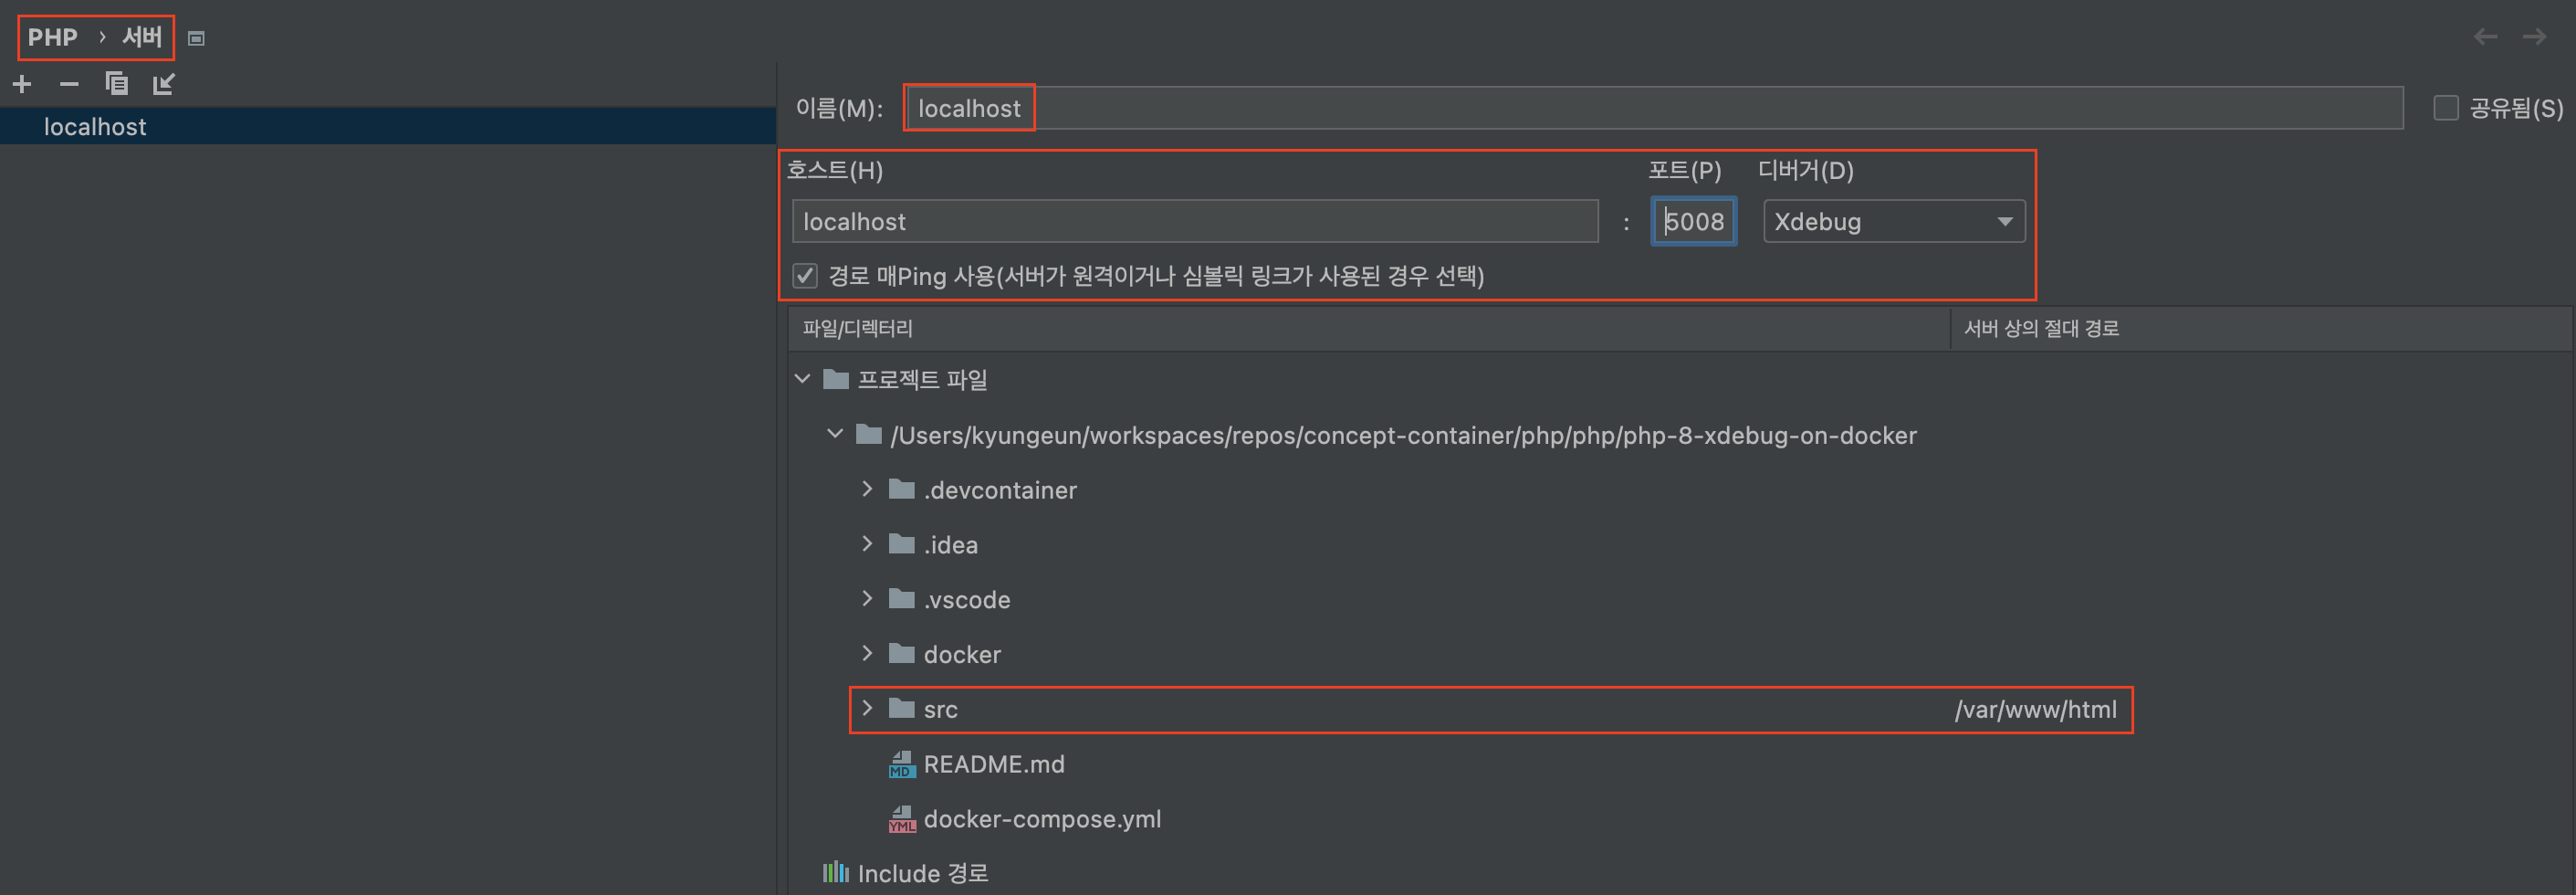 PHP › 서버
localhost
이름(M): localhost 공유됨(S)
호스트(H) 포트(P) 디버거(D)
localhost : 5008 Xdebug
경로 매Ping 사용(서버가 원격이거나 심볼릭 링크가 사용된 경우 선택)
파일/디렉터리 서버 상의 절대 경로
프로젝트 파일
/Users/kyungeun/workspaces/repos/concept-container/php/php/php-8-xdebug-on-docker
.devcontainer
.idea
.vscode
docker
src /var/www/html
MD README.md
YML docker-compose.yml
Include 경로